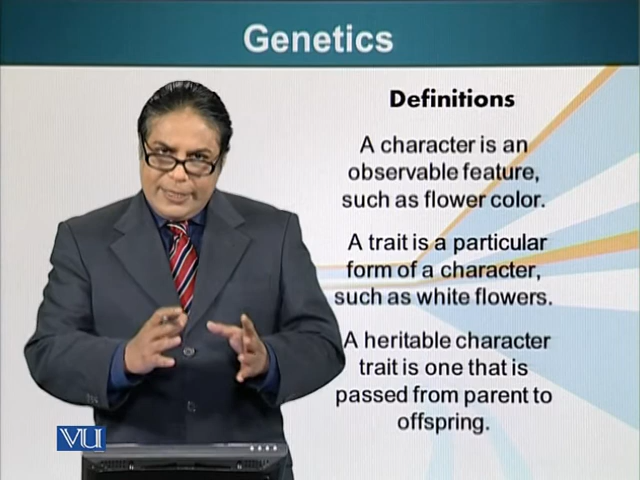 Genetics
Definitions
A character is an
observable feature,
such as flower color.
A trait is a particular
form of a character,
such as white flowers.
A heritable character
trait is one that is
passed from parent to
offspring.
VU